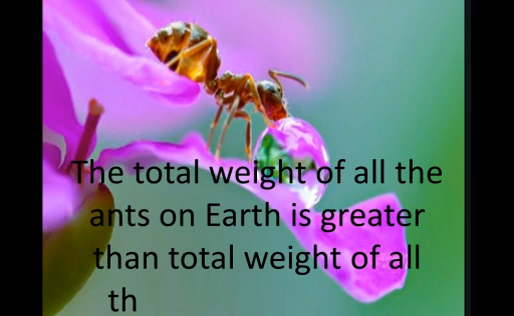 The total weight of all the
ants on Earth is greater
than total weight of all
th